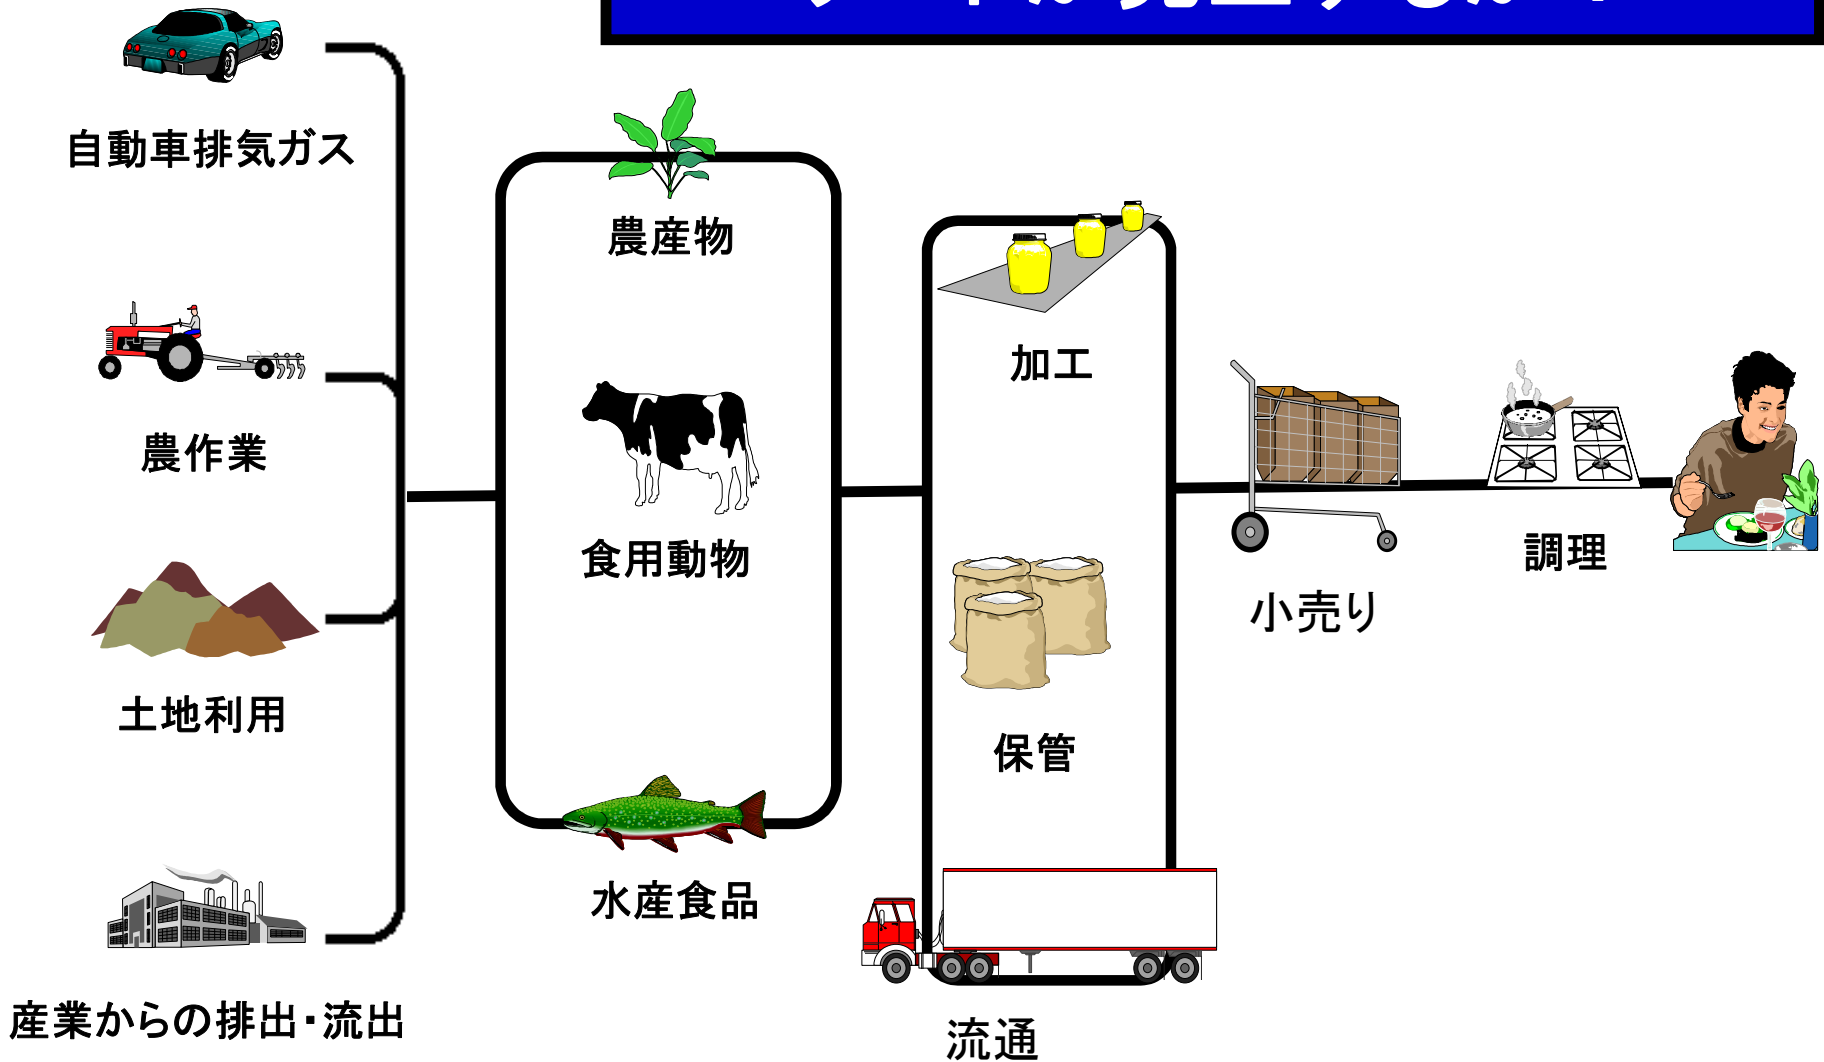 自動車排気ガス
農作業
土地利用
産業からの排出・流出
農産物
食用動物
水産食品
加工
保管
流通
小売り
調理